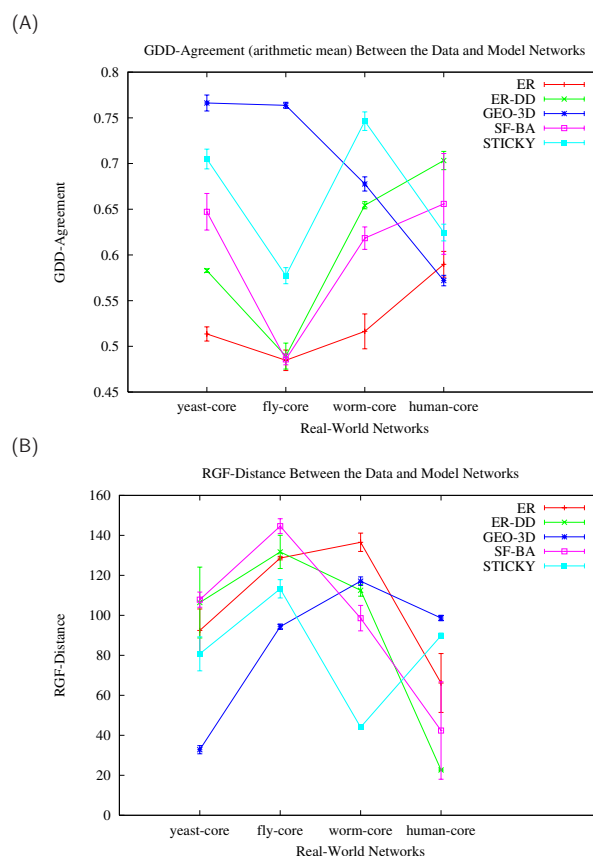 (A)
GDD-Agreement (arithmetic mean) Between the Data and Model Networks
0.8
0.75
0.7
0.65
0.6
0.55
0.5
0.45
GDD-Agreement
ER
ER-DD
GEO-3D
SF-BA
STICKY
yeast-core fly-core worm-core human-core
Real-World Networks
(B)
RGF-Distance Between the Data and Model Networks
160
140
120
100
80
60
40
20
0
RGF-Distance
ER
ER-DD
GEO-3D
SF-BA
STICKY
yeast-core fly-core worm-core human-core
Real-World Networks